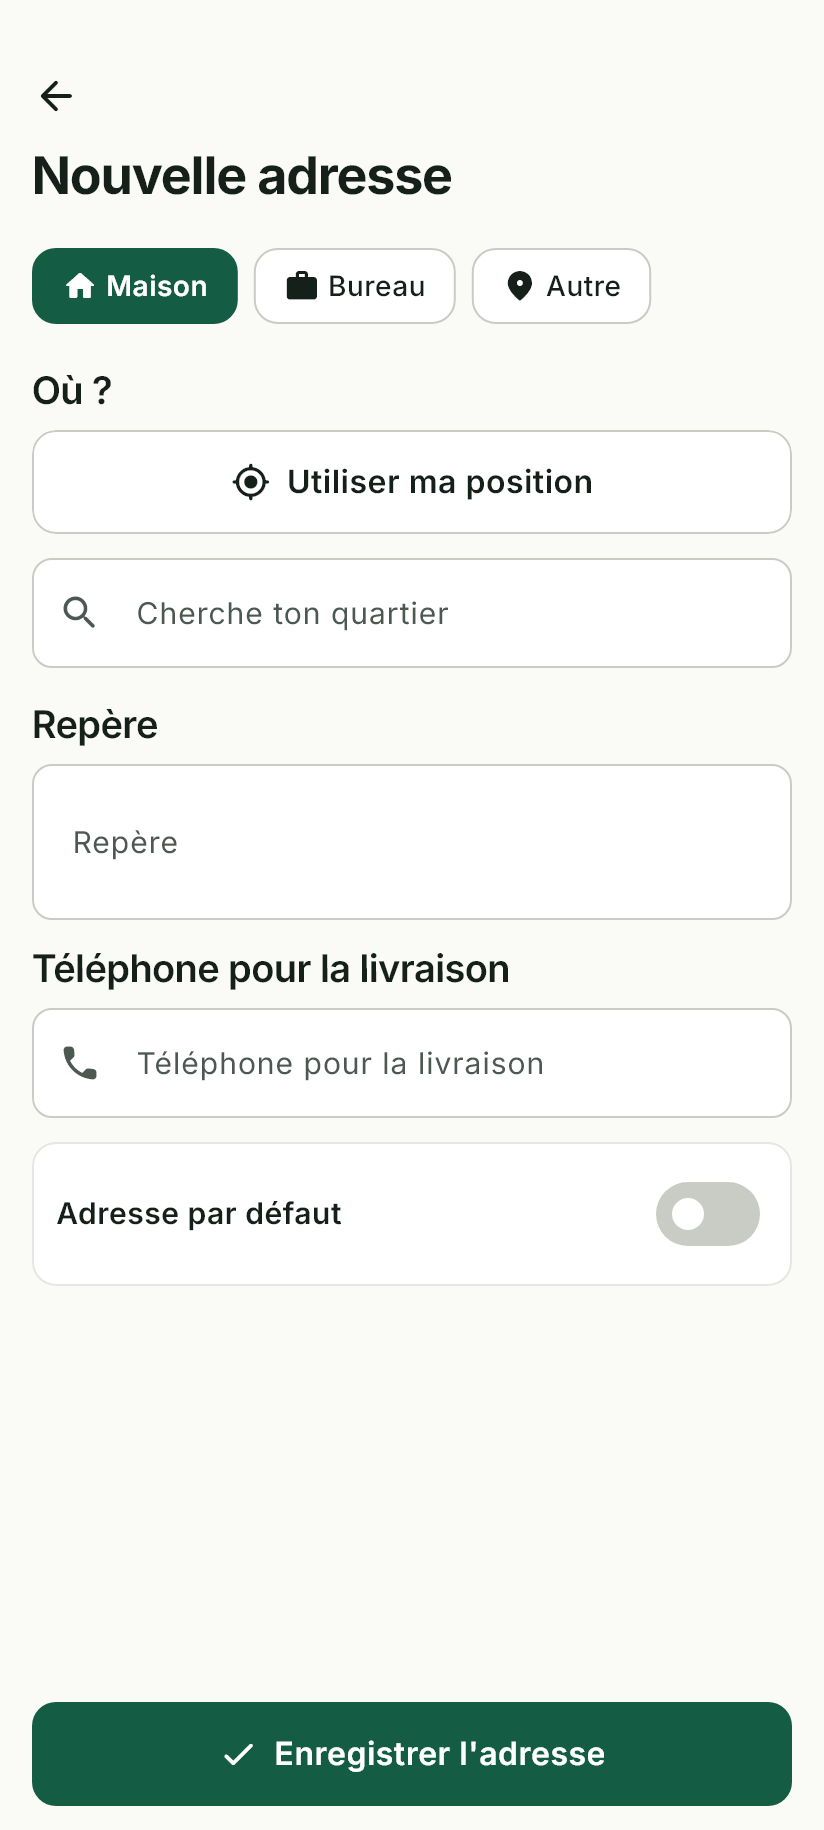 Nouvelle adresse
Maison
Bureau
Autre
Où ?
Utiliser ma position
Cherche ton quartier
Repère
Repère
Téléphone pour la livraison
Téléphone pour la livraison
Adresse par défaut
Enregistrer l'adresse